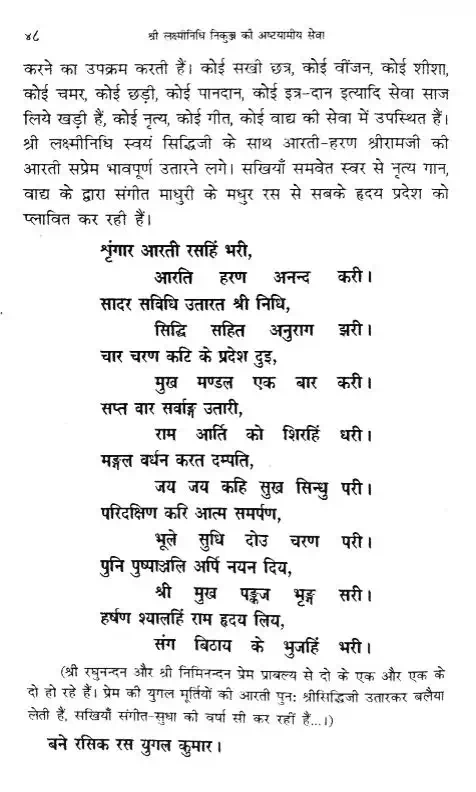 ४८ श्री लक्ष्मीनिधि निकुञ्ज की अष्टयामीय सेवा
करने का उपक्रम करती हैं। कोई सखी छत्र, कोई वींजन, कोई शीशा,
कोई चमर, कोई छड़ी, कोई पानदान, कोई इत्र-दान इत्यादि सेवा साज
लिये खड़ी हैं, कोई नृत्य, कोई गीत, कोई वाद्य की सेवा में उपस्थित हैं।
श्री लक्ष्मीनिधि स्वयं सिद्धिजी के साथ आरती-हरण श्रीरामजी की
आरती सप्रेम भावपूर्ण उतारने लगे। सखियाँ समवेत स्वर से नृत्य गान,
वाद्य के द्वारा संगीत माधुरी के मधुर रस से सबके हृदय प्रदेश को
प्लावित कर रही हैं।
शृंगार आरती रसहिं भरी,
आरति हरण अनन्द करी।
सादर सविधि उतारत श्री निधि,
सिद्धि सहित अनुराग झरी।
चार चरण कटि के प्रदेश दुइ,
मुख मण्डल एक बार करी।
सप्त वार सर्वाङ्ग उतारी,
राम आर्ति को शिरहिं धरी।
मङ्गल वर्धन करत दम्पति,
जय जय कहि सुख सिन्धु परी।
परिदक्षिण करि आत्म समर्पण,
भूले सुधि दोउ चरण परी।
पुनि पुष्पाञ्जलि अर्पि नयन दिय,
श्री मुख पङ्कज भृङ्ग सरी।
हर्षण श्यालहिं राम हृदय लिय,
संग बिठाय के भुजहिं भरी।
(श्री रघुनन्दन और श्री निमिनन्दन प्रेम प्राबल्य से दो के एक और एक के
दो हो रहे हैं। प्रेम की युगल मूर्तियों की आरती पुनः श्रीसिद्धिजी उतारकर बलैया
लेती हैं, सखियाँ संगीत-सुधा की वर्षा सी कर रहीं हैं...।)
बने रसिक रस युगल कुमार।